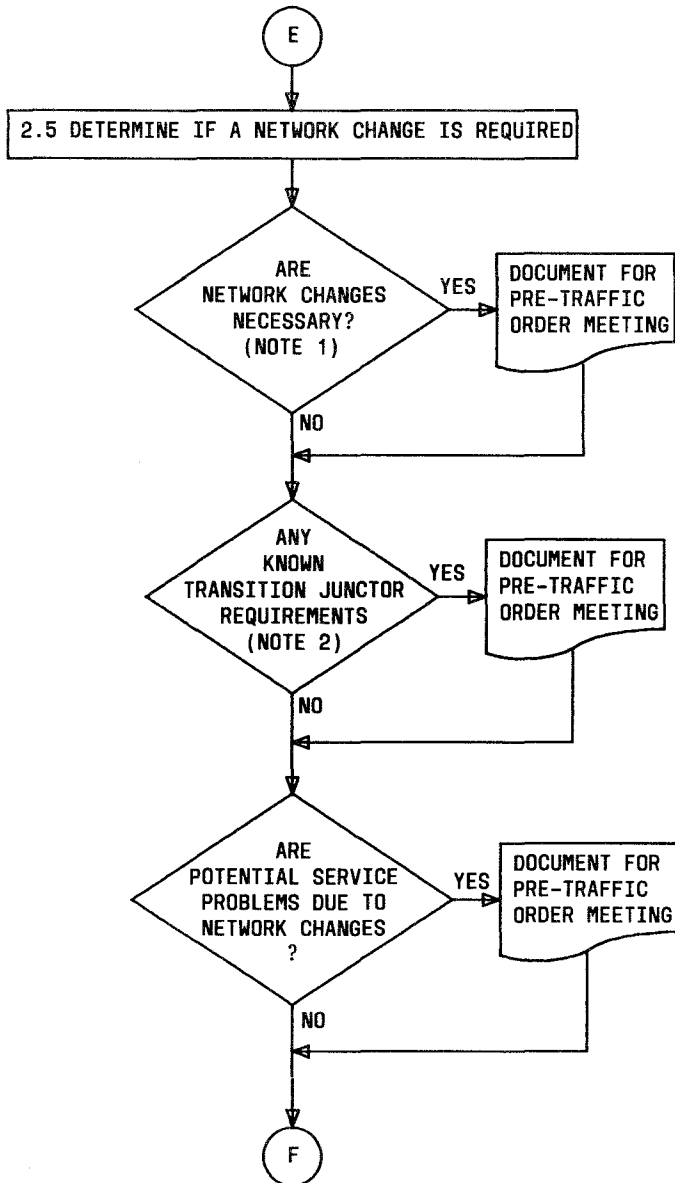 E
2.5 DETERMINE IF A NETWORK CHANGE IS REQUIRED
ARE
NETWORK CHANGES
NECESSARY?
(NOTE 1)
YES
DOCUMENT FOR
PRE-TRAFFIC
ORDER MEETING
NO
ANY
KNOWN
TRANSITION JUNCTOR
REQUIREMENTS
(NOTE 2)
YES
DOCUMENT FOR
PRE-TRAFFIC
ORDER MEETING
NO
ARE
POTENTIAL SERVICE
PROBLEMS DUE TO
NETWORK CHANGES
?
YES
DOCUMENT FOR
PRE-TRAFFIC
ORDER MEETING
NO
F